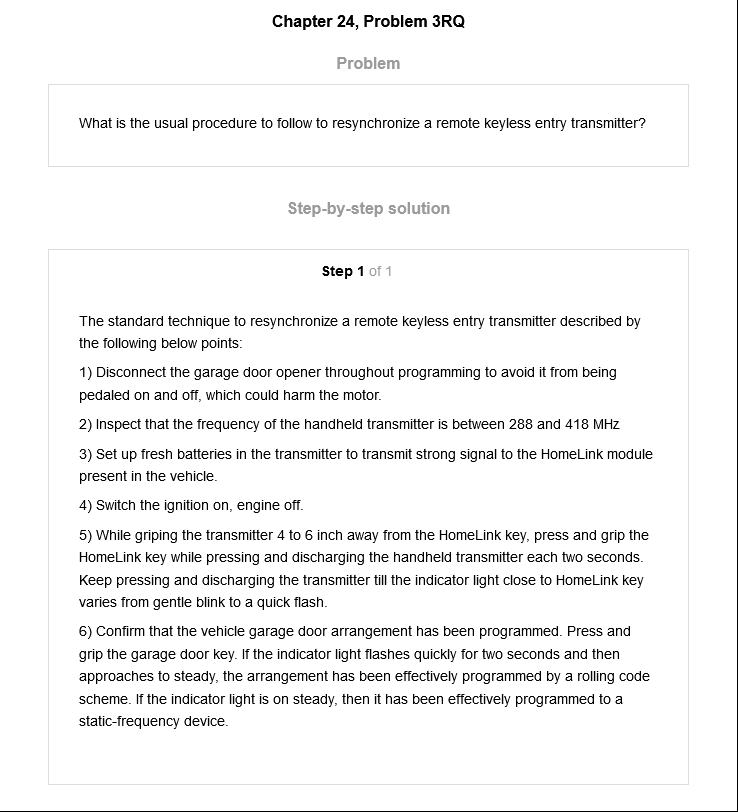 Chapter 24, Problem 3RQ
Problem
What is the usual procedure to follow to resynchronize a remote keyless entry transmitter?
Step-by-step solution
Step 1 of 1
The standard technique to resynchronize a remote keyless entry transmitter described by
the following below points:
1) Disconnect the garage door opener throughout programming to avoid it from being
pedaled on and off, which could harm the motor.
2) Inspect that the frequency of the handheld transmitter is between 288 and 418 MHz
3) Set up fresh batteries in the transmitter to transmit strong signal to the HomeLink module
present in the vehicle.
4) Switch the ignition on, engine off.
5) While griping the transmitter 4 to 6 inch away from the HomeLink key, press and grip the
HomeLink key while pressing and discharging the handheld transmitter each two seconds.
Keep pressing and discharging the transmitter till the indicator light close to HomeLink key
varies from gentle blink to a quick flash.
6) Confirm that the vehicle garage door arrangement has been programmed. Press and
grip the garage door key. If the indicator light flashes quickly for two seconds and then
approaches to steady, the arrangement has been effectively programmed by a rolling code
scheme. If the indicator light is on steady, then it has been effectively programmed to a
static-frequency device.